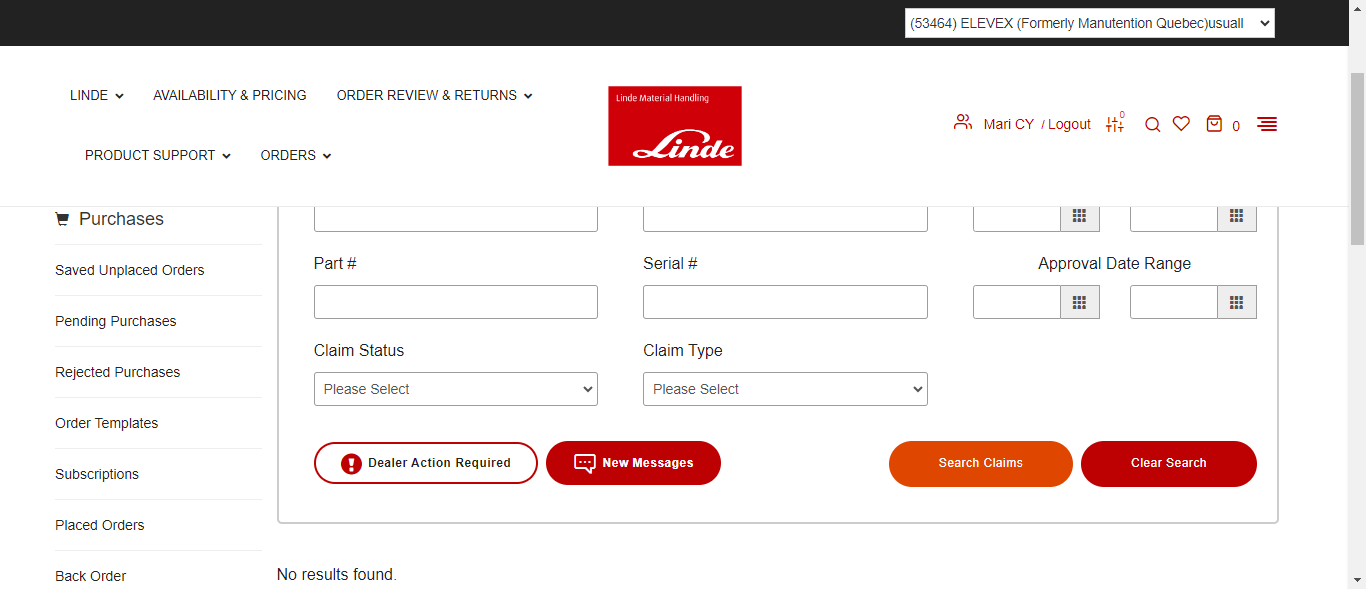 (53464) ELEVEX (Formerly Manutention Quebec)usuall
LINDE
AVAILABILITY & PRICING
ORDER REVIEW & RETURNS
PRODUCT SUPPORT
ORDERS
Linde Material Handling
Linde
Mari CY / Logout
0
0
Purchases
Saved Unplaced Orders
Pending Purchases
Rejected Purchases
Order Templates
Subscriptions
Placed Orders
Back Order
Part #
Serial #
Approval Date Range
Claim Status
Claim Type
Please Select
Please Select
Dealer Action Required
New Messages
Search Claims
Clear Search
No results found.